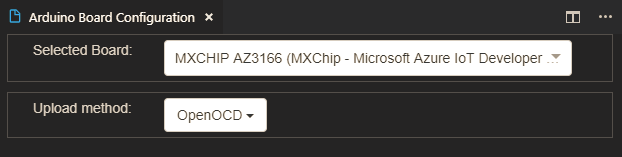 Arduino Board Configuration
Selected Board: MXCHIP AZ3166 (MXChip - Microsoft Azure IoT Developer ...
Upload method: OpenOCD